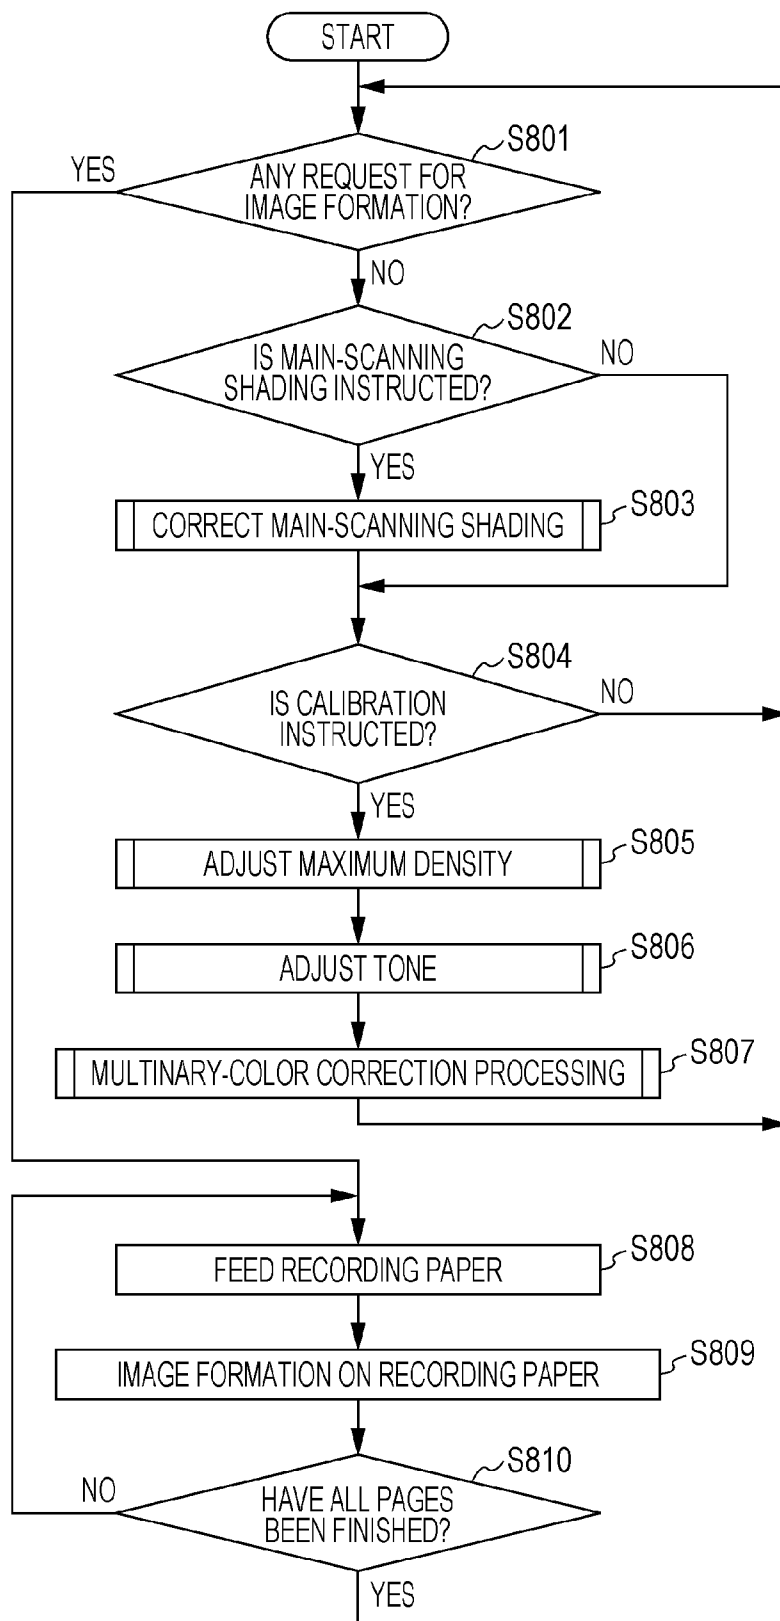 START
S801
YES
ANY REQUEST FOR
IMAGE FORMATION?
NO
S802
IS MAIN-SCANNING
SHADING INSTRUCTED?
NO
YES
CORRECT MAIN-SCANNING SHADING
S803
S804
IS CALIBRATION
INSTRUCTED?
NO
YES
ADJUST MAXIMUM DENSITY
S805
ADJUST TONE
S806
MULTINARY-COLOR CORRECTION PROCESSING
S807
FEED RECORDING PAPER
S808
IMAGE FORMATION ON RECORDING PAPER
S809
S810
NO
HAVE ALL PAGES
BEEN FINISHED?
YES